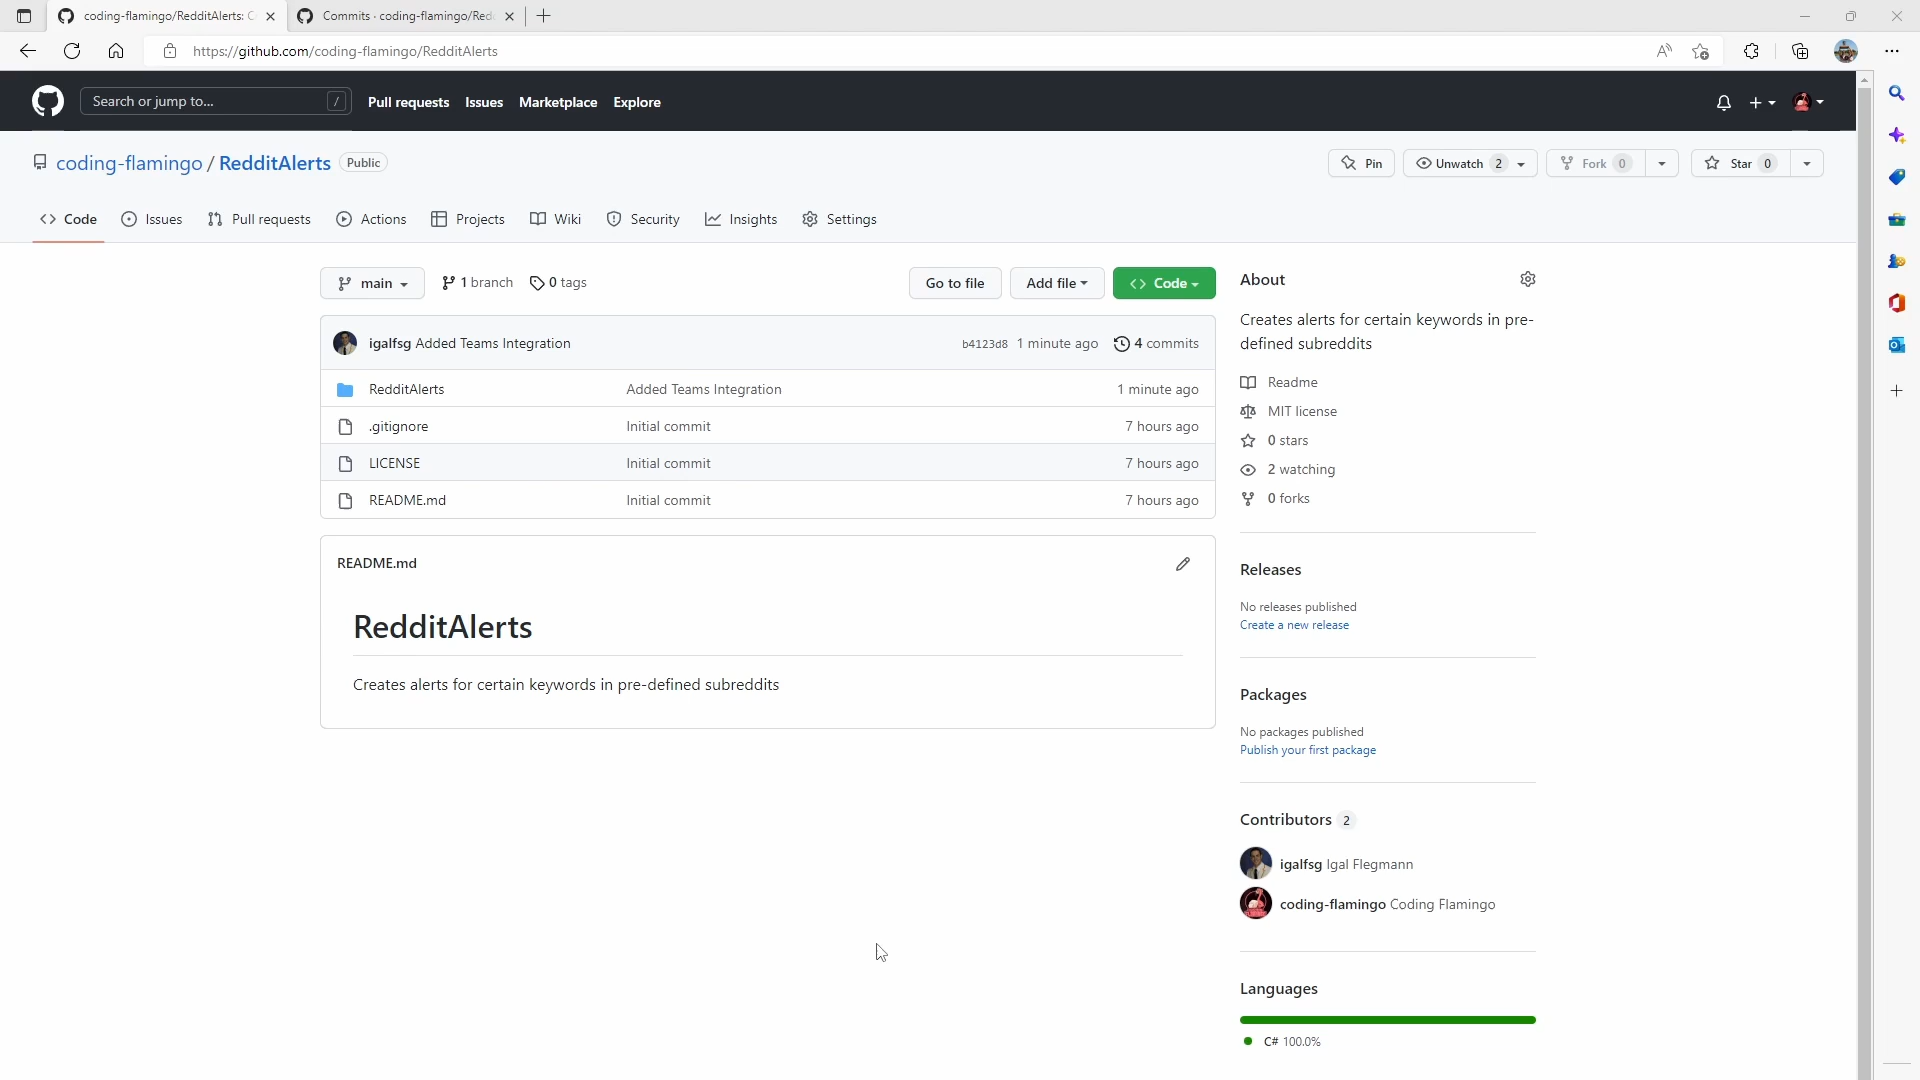 coding-flamingo/RedditAlerts: C
Commits · coding-flamingo/Red
https://github.com/coding-flamingo/RedditAlerts
Search or jump to...
/
Pull requests
Issues
Marketplace
Explore
coding-flamingo / RedditAlerts
Public
Pin
Unwatch 2
Fork 0
Star 0
Code
Issues
Pull requests
Actions
Projects
Wiki
Security
Insights
Settings
main
1 branch
0 tags
Go to file
Add file
Code
igalfsg Added Teams Integration
b4123d8 1 minute ago
4 commits
RedditAlerts
Added Teams Integration
1 minute ago
.gitignore
Initial commit
7 hours ago
LICENSE
Initial commit
7 hours ago
README.md
Initial commit
7 hours ago
README.md
RedditAlerts
Creates alerts for certain keywords in pre-defined subreddits
About
Creates alerts for certain keywords in pre-
defined subreddits
Readme
MIT license
0 stars
2 watching
0 forks
Releases
No releases published
Create a new release
Packages
No packages published
Publish your first package
Contributors 2
igalfsg Igal Flegmann
coding-flamingo Coding Flamingo
Languages
C# 100.0%